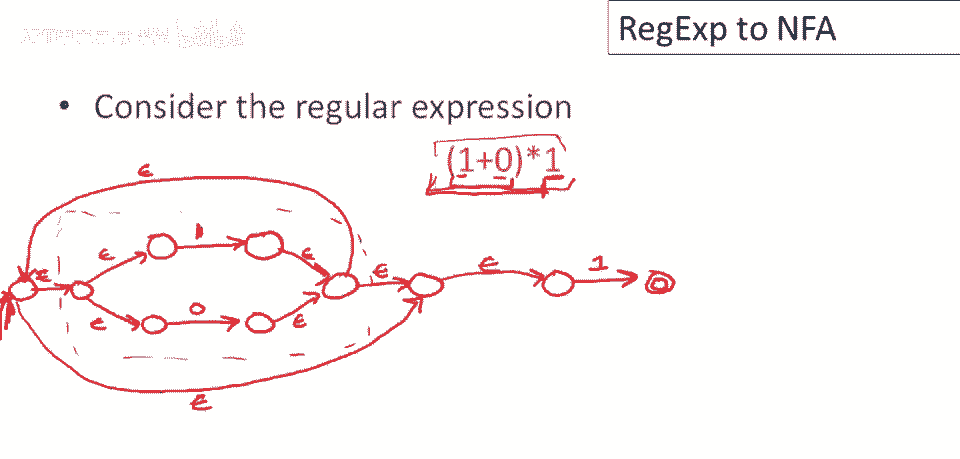 RegExp to NFA
• Consider the regular expression
(1+0)*1
ε
ε 1 ε
ε ε ε 1
ε 0 ε
ε